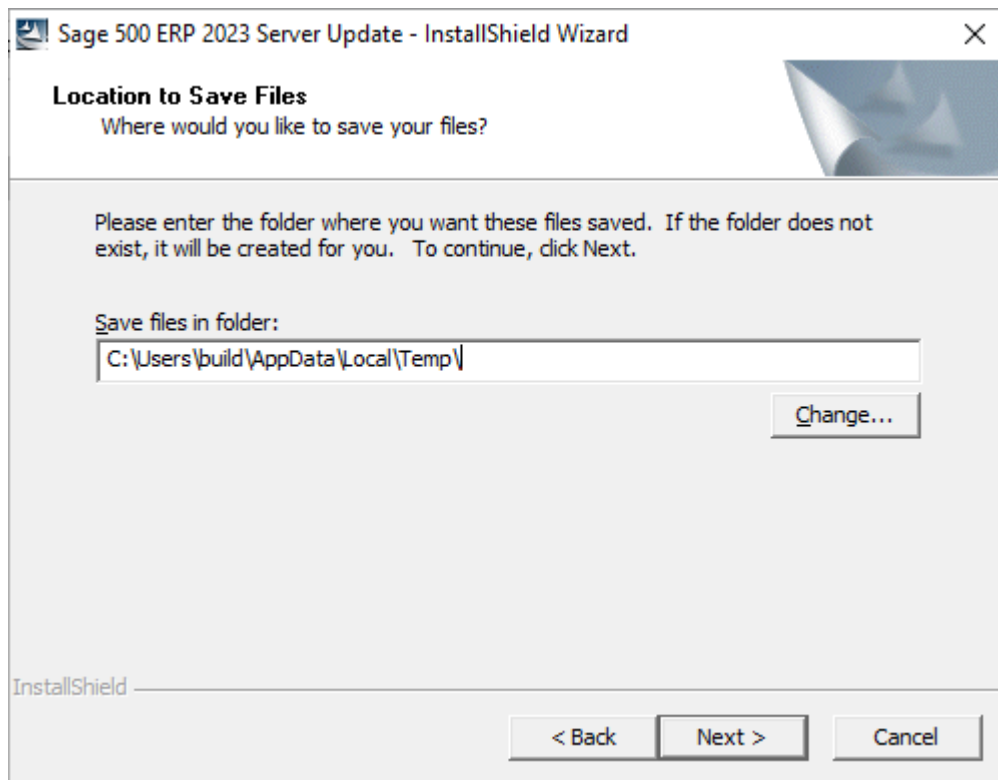 Sage 500 ERP 2023 Server Update - InstallShield Wizard
Location to Save Files
Where would you like to save your files?
Please enter the folder where you want these files saved.  If the folder does not
exist, it will be created for you.   To continue, click Next.
Save files in folder:
C:\Users\build\AppData\Local\Temp\
Change...
InstallShield
< Back
Next >
Cancel